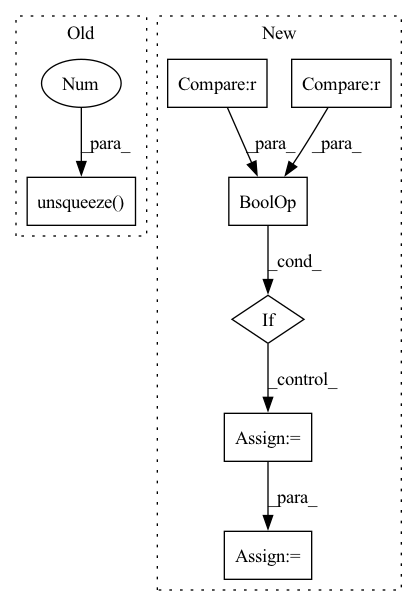 Old
New
Num
Compare:r
Compare:r
_para_
_para_
_para_
unsqueeze()
BoolOp
_cond_
If
_control_
Assign:=
_para_
Assign:=